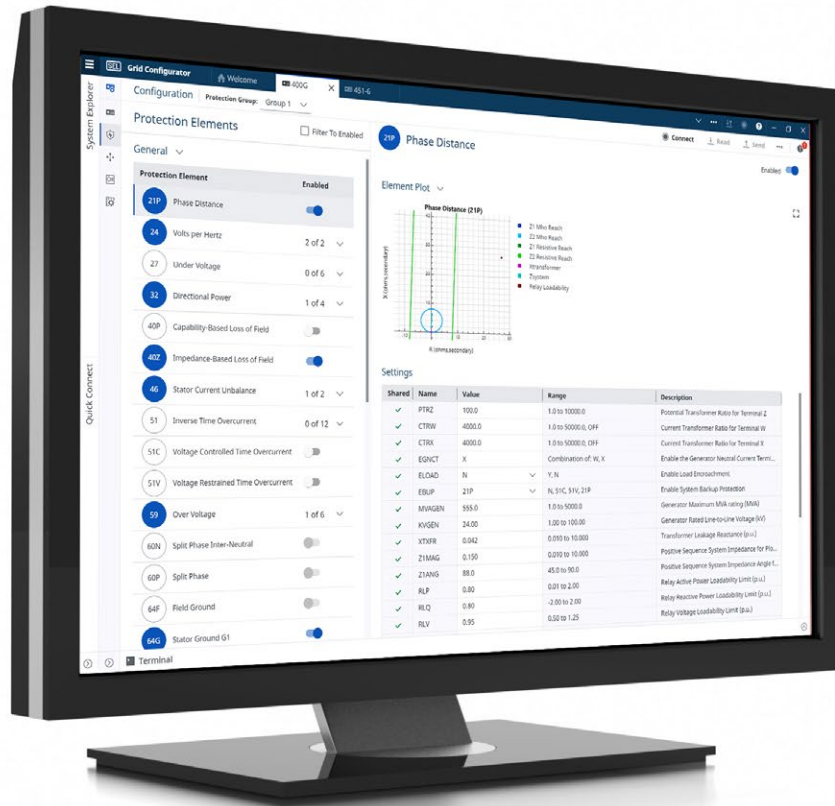 SEL Grid Configurator Welcome 400G X 451-6
System Explorer
Quick Connect
Configuration Protection Group: Group 1
Protection Elements Filter To Enabled
General
Protection Element Enabled
21P Phase Distance
24 Volts per Hertz 2 of 2
27 Under Voltage 0 of 6
32 Directional Power 1 of 4
40P Capability-Based Loss of Field
40Z Impedance-Based Loss of Field
46 Stator Current Unbalance 1 of 2
51 Inverse Time Overcurrent 0 of 12
51C Voltage Controlled Time Overcurrent
51V Voltage Restrained Time Overcurrent
59 Over Voltage 1 of 6
60N Split Phase Inter-Neutral
60P Split Phase
64F Field Ground
64G Stator Ground G1
Terminal
21P Phase Distance
Connect Read Send
Enabled
Element Plot
Phase Distance (21P)
X (ohms,secondary)
Z1 Mho Reach
Z2 Mho Reach
Z1 Resistive Reach
Z2 Resistive Reach
Xtransformer
Zsystem
Relay Loadability
(ohms,secondary)
Settings
Shared Name Value Range Description
PTRZ 100.0 1.0 to 10000.0 Potential Transformer Ratio for Terminal Z
CTRW 4000.0 1.0 to 50000.0, OFF Current Transformer Ratio for Terminal W
CTRX 4000.0 1.0 to 50000.0, OFF Current Transformer Ratio for Terminal X
EGNCT X Combination of: W, X Enable the Generator Neutral Current Termi...
ELOAD N Y, N Enable Load Encroachment
EBUP 21P N, 51C, 51V, 21P Enable System Backup Protection
MVAGEN 555.0 1.0 to 5000.0 Generator Maximum MVA rating (MVA)
KVGEN 24.00 1.00 to 100.00 Generator Rated Line-to-Line Voltage (kV)
XTXFR 0.042 0.010 to 10.000 Transformer Leakage Reactance (p.u.)
Z1MAG 0.150 0.010 to 10.000 Positive Sequence System Impedance for Plo...
Z1ANG 88.0 45.0 to 90.0 Positive Sequence System Impedance Angle f...
RLP 0.80 0.01 to 2.00 Relay Active Power Loadability Limit (p.u.)
RLQ 0.80 -2.00 to 2.00 Relay Reactive Power Loadability Limit (p.u.)
RLV 0.95 0.50 to 1.25 Relay Voltage Loadability Limit (p.u.)